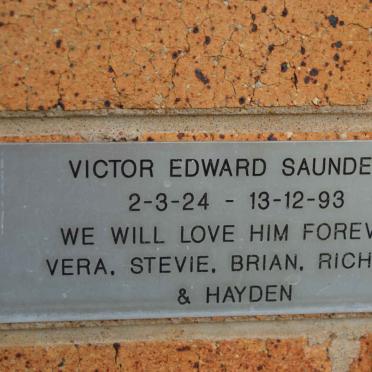 VICTOR EDWARD SAUNDE
2-3-24 - 13-12-93
WE WILL LOVE HIM FOREV
VERA, STEVIE, BRIAN, RICH
& HAYDEN